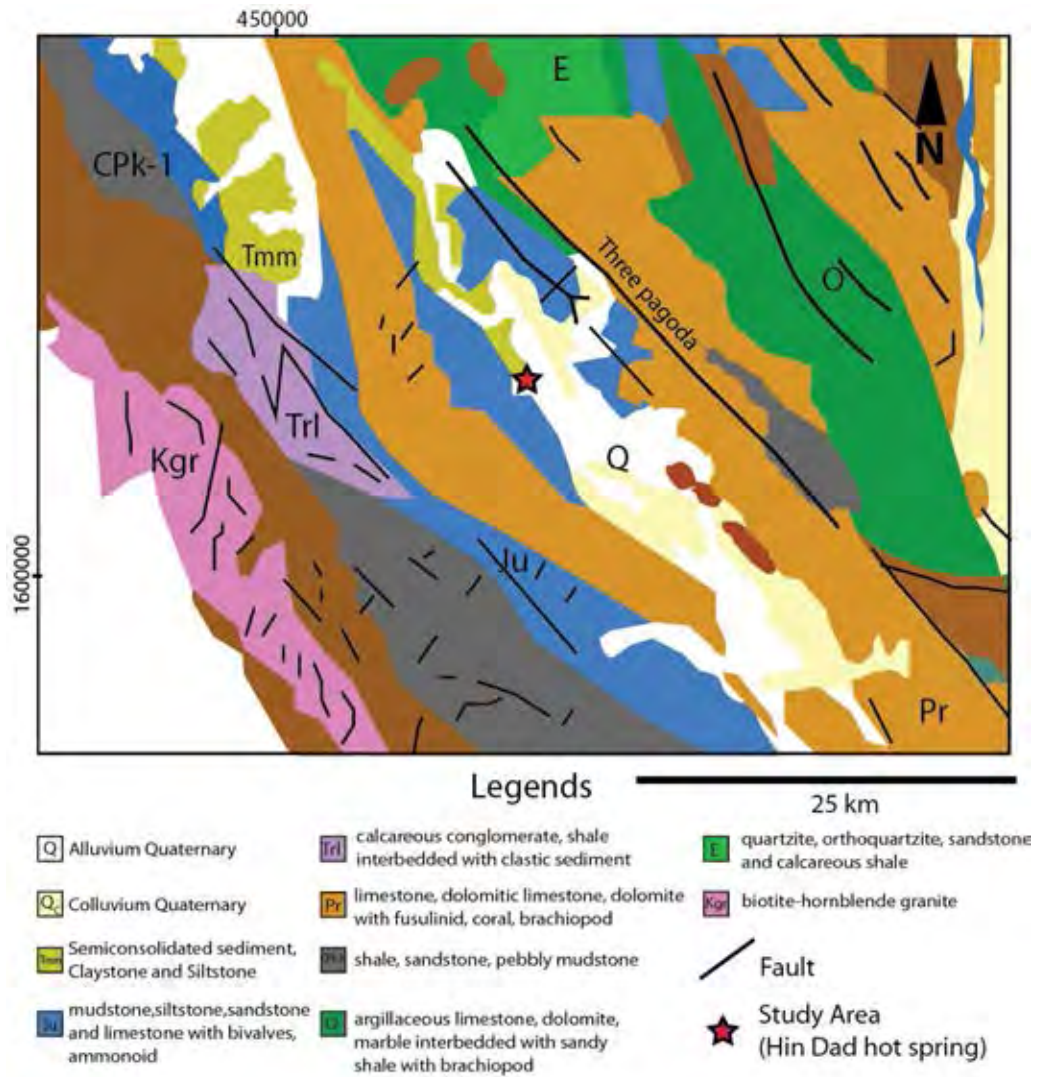 450000
E
N
CPk-1
Tmm
Three pagoda
O
Trl
Kgr
Q
1600000
Ju
Pr
Legends
25 km
Q Alluvium Quaternary
Colluvium Quaternary
Tmm Semiconsolidated sediment,
Claystone and Siltstone
Ju mudstone,siltstone,sandstone
and limestone with bivalves,
ammonoid
Trl calcareous conglomerate, shale
interbedded with clastic sediment
Pr limestone, dolomitic limestone, dolomite
with fusulinid, coral, brachiopod
shale, sandstone, pebbly mudstone
O argillaceous limestone, dolomite,
marble interbedded with sandy
shale with brachiopod
E quartzite, orthoquartzite, sandstone
and calcareous shale
Kgr biotite-hornblende granite
Fault
Study Area
(Hin Dad hot spring)